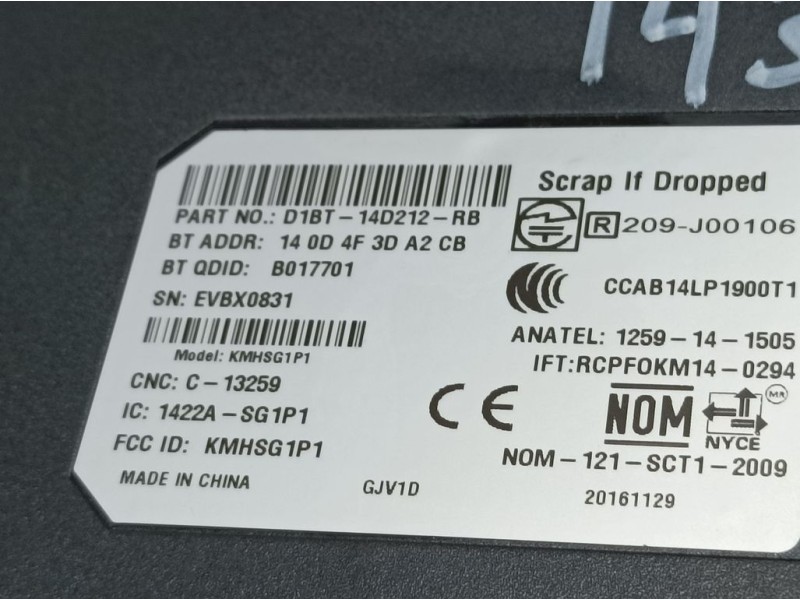 143
Scrap If Dropped
PART NO.: D1BT-14D212-RB
R 209-J00106
BT ADDR: 14 0D 4F 3D A2 CB
BT QDID: B017701
CCAB14LP1900T1
SN: EVBX0831
ANATEL: 1259-14-1505
Model: KMHSG1P1
IFT:RCPFOKM14-0294
CNC: C-13259
CE
NOM
MR
NYCE
IC: 1422A-SG1P1
FCC ID: KMHSG1P1
NOM-121-SCT1-2009
MADE IN CHINA
GJV1D
20161129